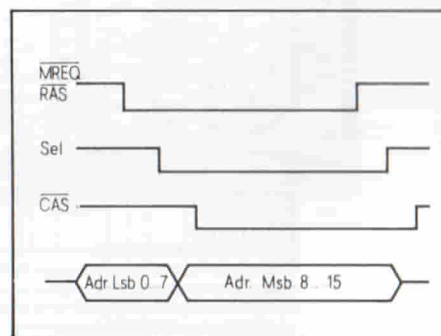 MREQ
RAS
Sel
CAS
Adr. Lsb 0...7 Adr. Msb 8...15